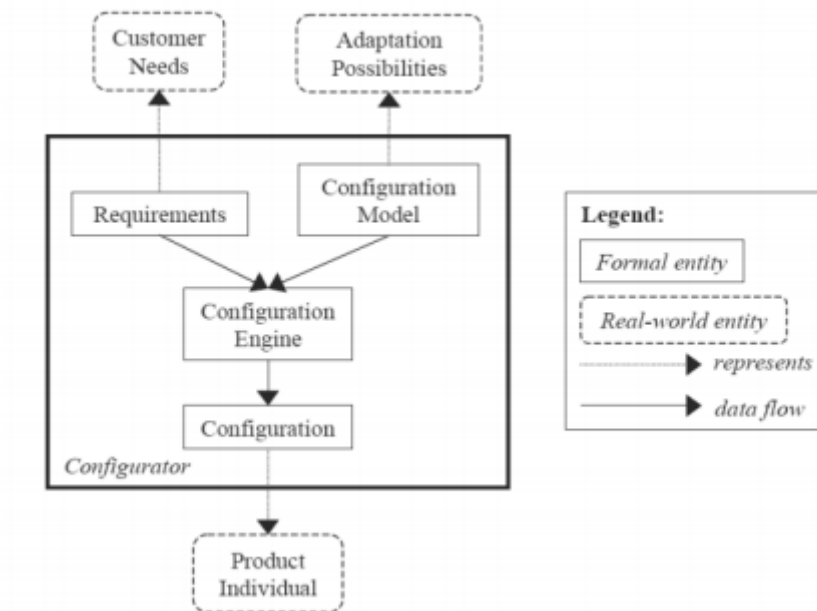 Customer
Needs
Adaptation
Possibilities
Requirements
Configuration
Model
Configuration
Engine
Configuration
Configurator
Product
Individual
Legend:
Formal entity
Real-world entity
represents
data flow